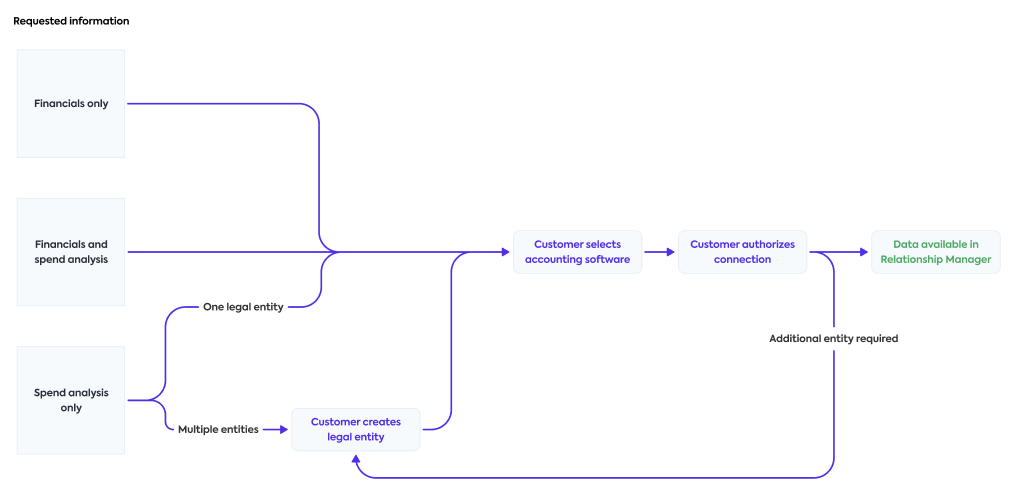 Requested information
Financials only
Financials and
spend analysis
Customer selects
accounting software
Customer authorizes
connection
Data available in
Relationship Manager
One legal entity
Additional entity required
Spend analysis
only
Multiple entities
Customer creates
legal entity